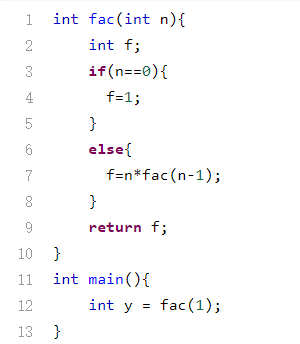 1 int fac(int n){
2     int f;
3     if(n==0){
4       f=1;
5     }
6     else{
7       f=n*fac(n-1);
8     }
9     return f;
10 }
11 int main(){
12     int y = fac(1);
13 }